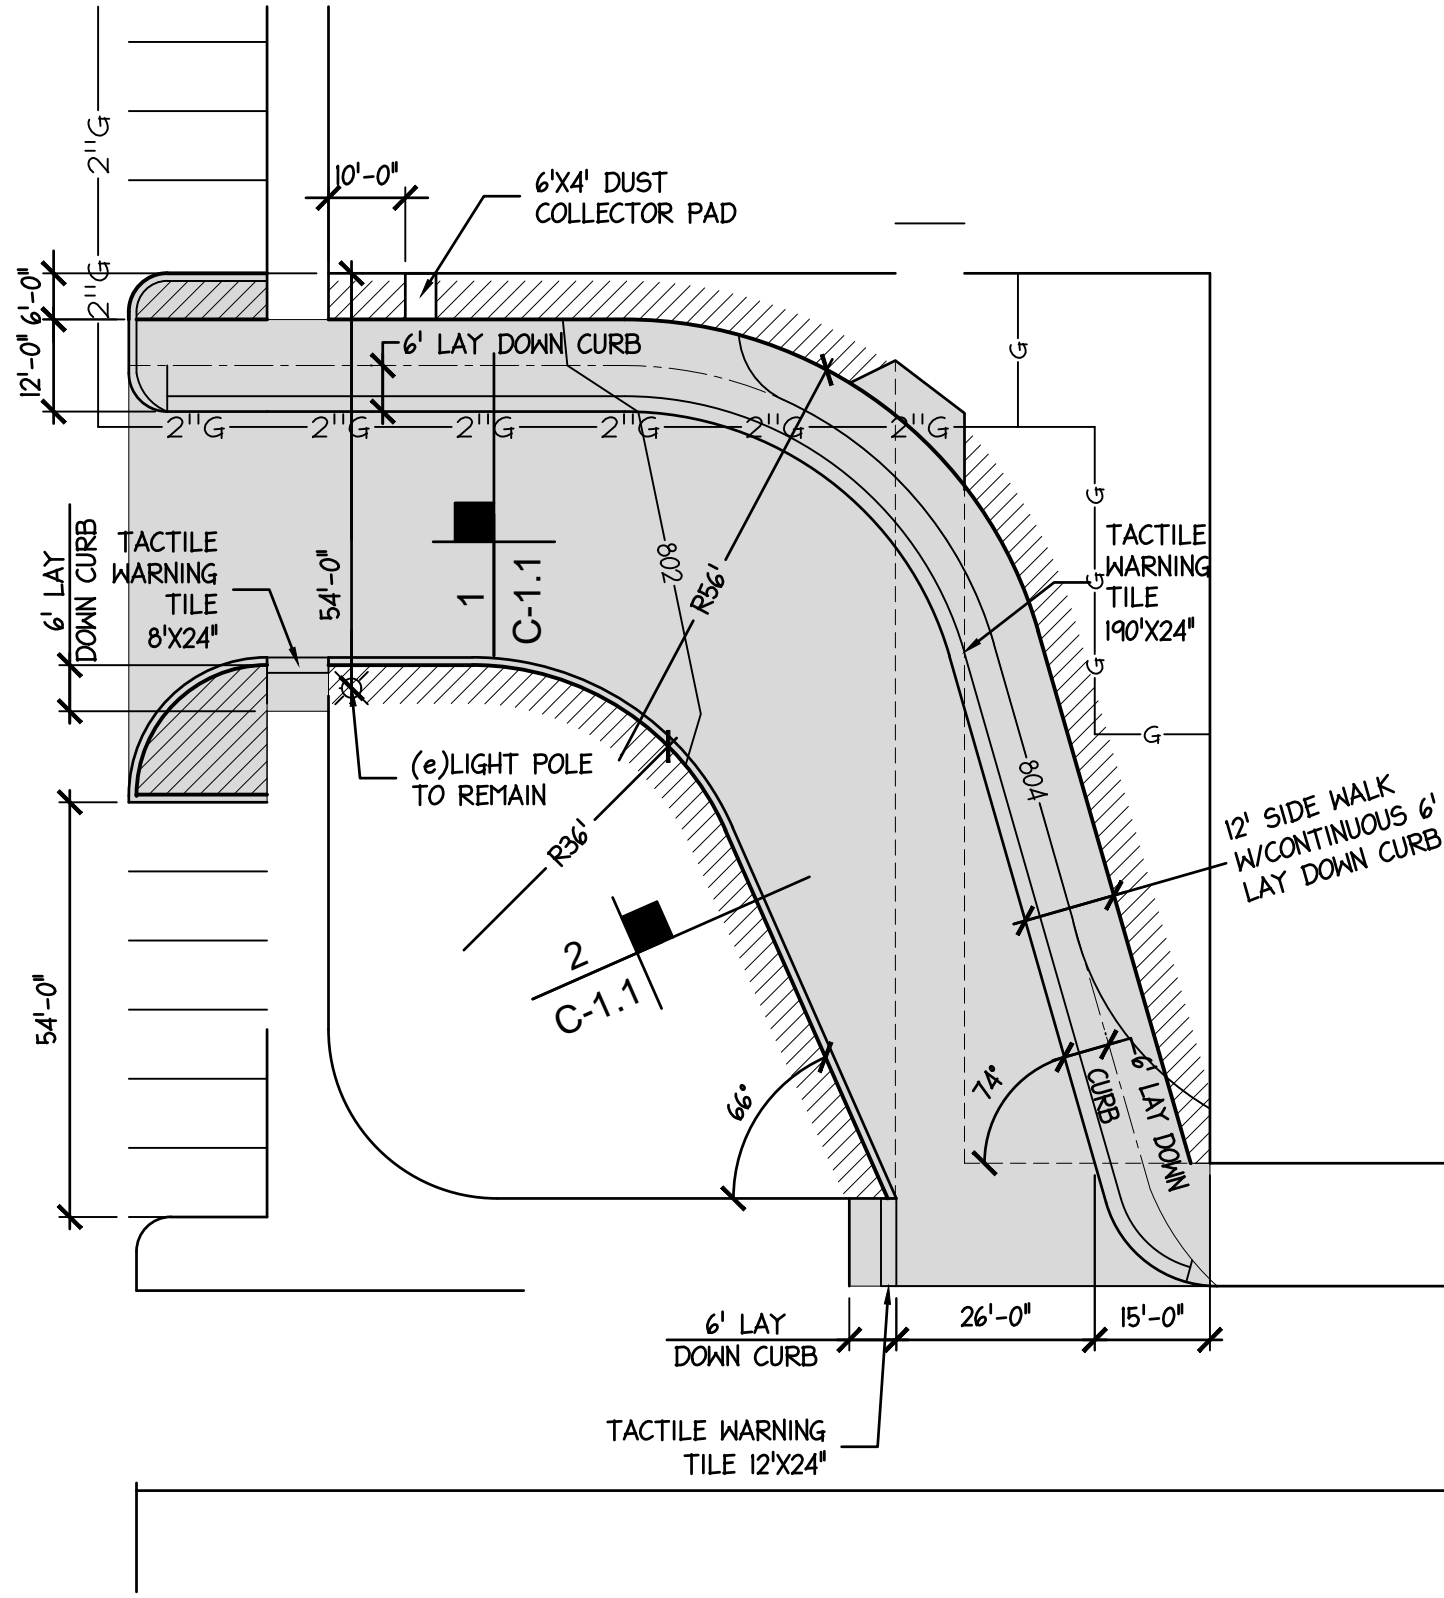 2"G
10'-0"
6'X4' DUST
COLLECTOR PAD
2"G
6'-0"
12'-0"
6' LAY DOWN CURB
G
2"G
2"G
2"G
2"G
2"G
2"G
G
6' LAY
DOWN CURB
TACTILE
WARNING
TILE
8'X24"
54'-0"
1
C-1.1
802
R56'
TACTILE
WARNING
TILE
190'X24"
G
G
G
(e)LIGHT POLE
TO REMAIN
804
12' SIDE WALK
W/CONTINUOUS 6'
LAY DOWN CURB
R36'
2
C-1.1
54'-0"
66°
74°
6' LAY DOWN
CURB
6' LAY
DOWN CURB
26'-0"
15'-0"
TACTILE WARNING
TILE 12'X24"